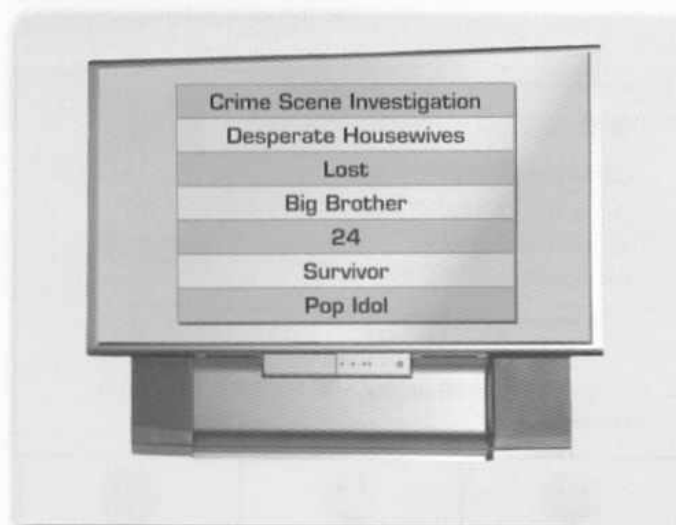 Crime Scene Investigation
Desperate Housewives
Lost
Big Brother
24
Survivor
Pop Idol